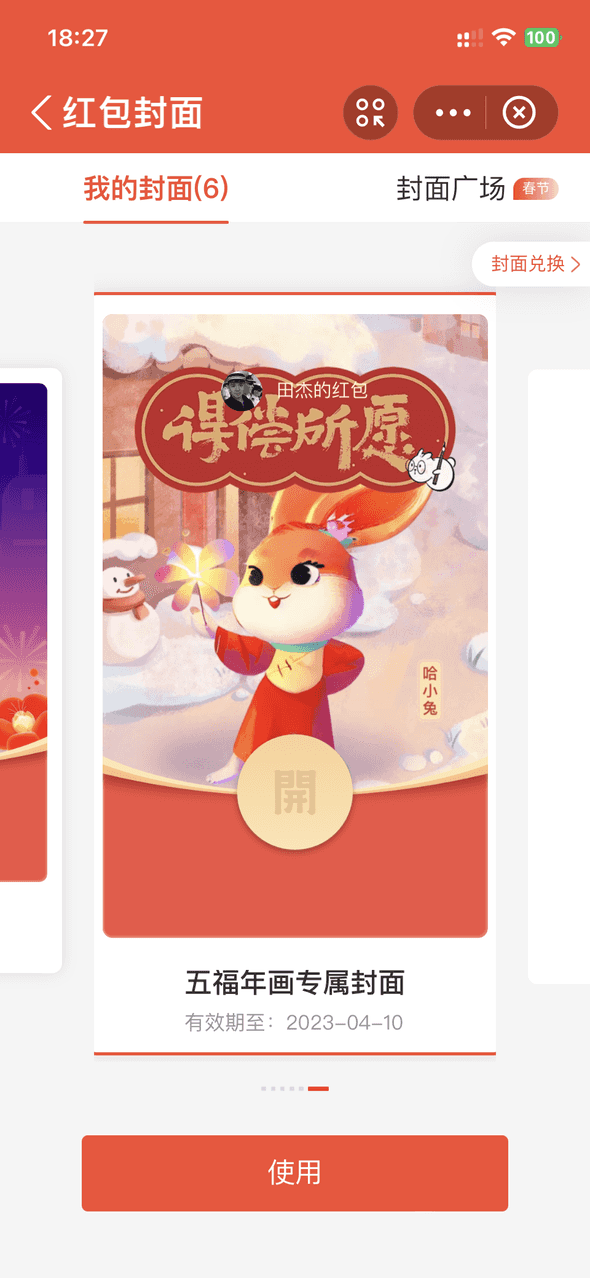 18:27
100
红包封面
我的封面(6)
封面广场 春节
封面兑换
田杰的红包
得偿所愿
哈小兔
開
五福年画专属封面
有效期至：2023-04-10
使用